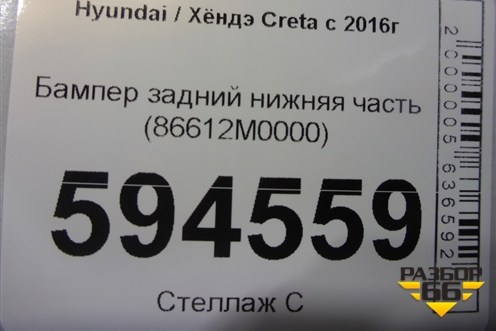 Hyundai / Хёндэ Creta с 2016г
Бампер задний нижняя часть
(86612M0000)
594559
Стеллаж С
2000005636592
РАЗБОР
66